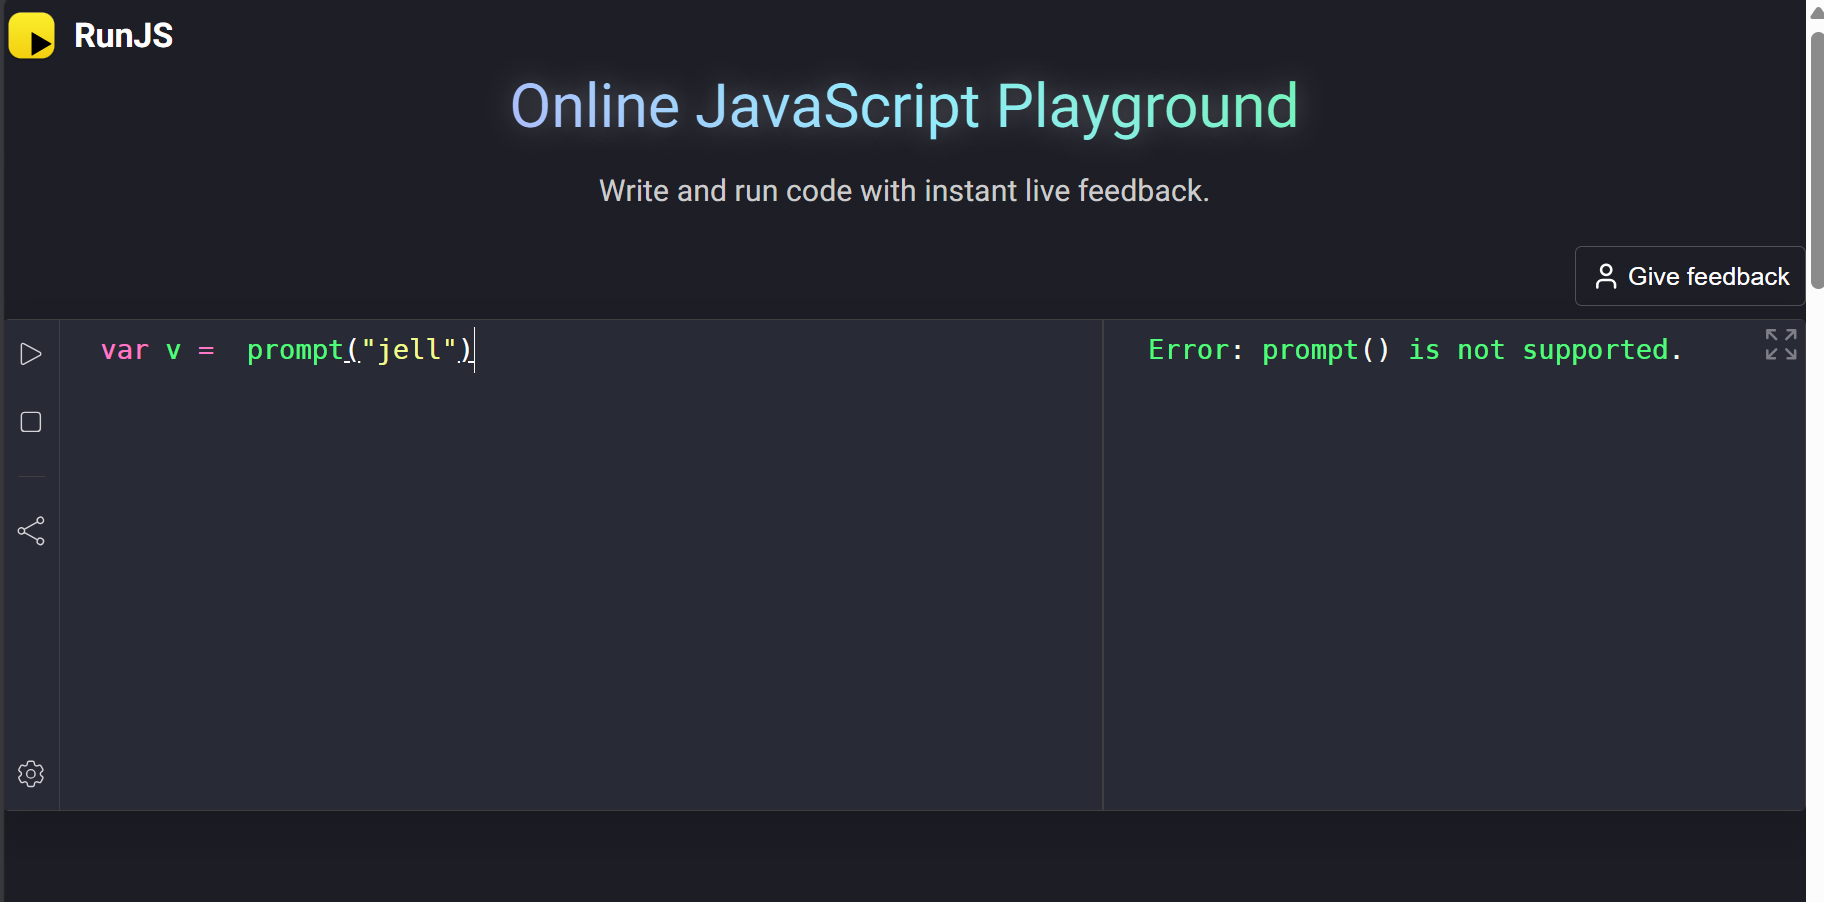 RunJS
Online JavaScript Playground
Write and run code with instant live feedback.
Give feedback
var v =  prompt("jell")
Error: prompt() is not supported.